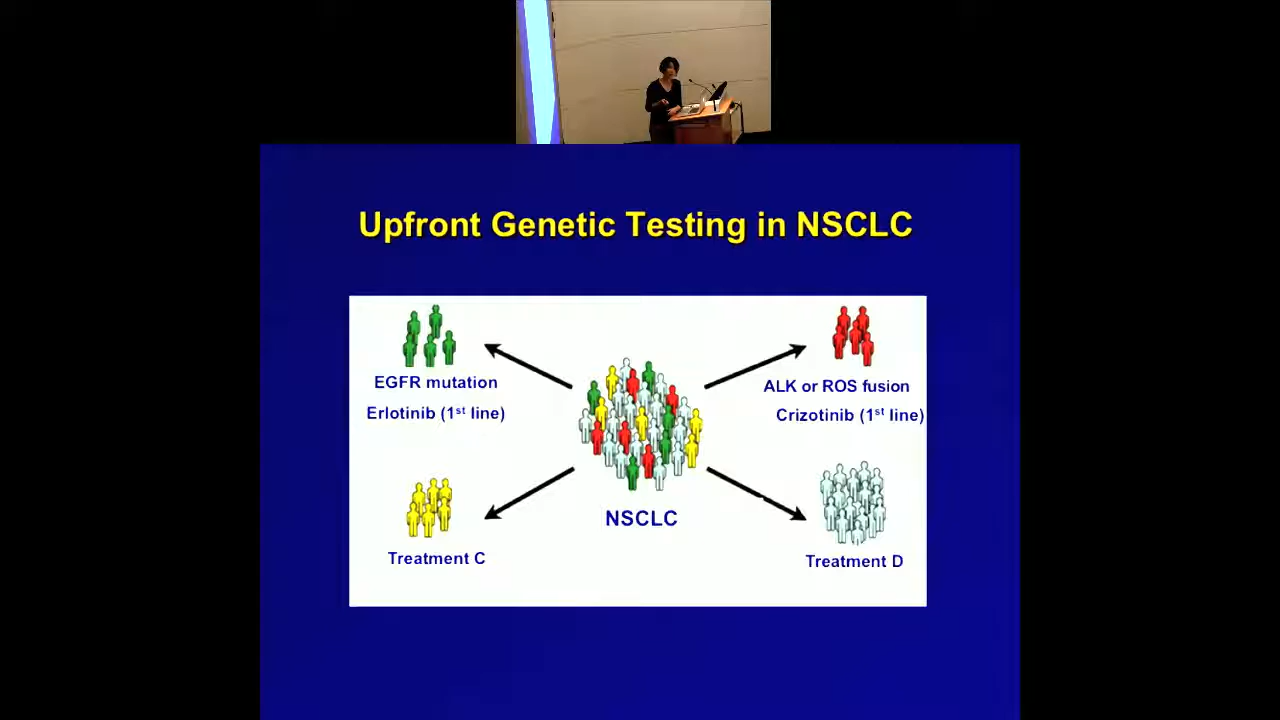 Upfront Genetic Testing in NSCLC
EGFR mutation
Erlotinib (1st line)
ALK or ROS fusion
Crizotinib (1st line)
NSCLC
Treatment C
Treatment D